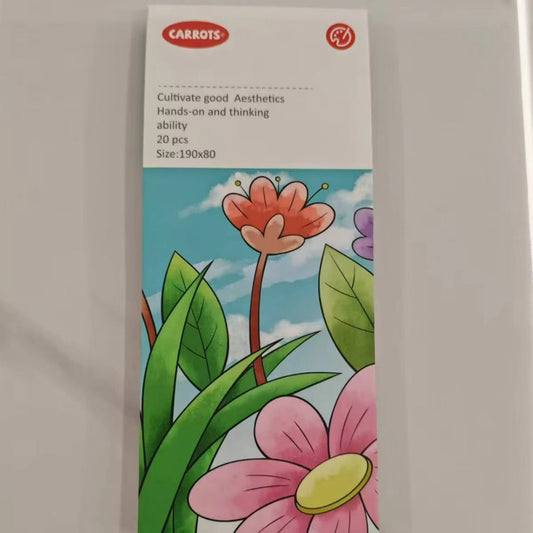 CARROTS
Cultivate good Aesthetics
Hands-on and thinking
ability
20 pcs
Size:190x80